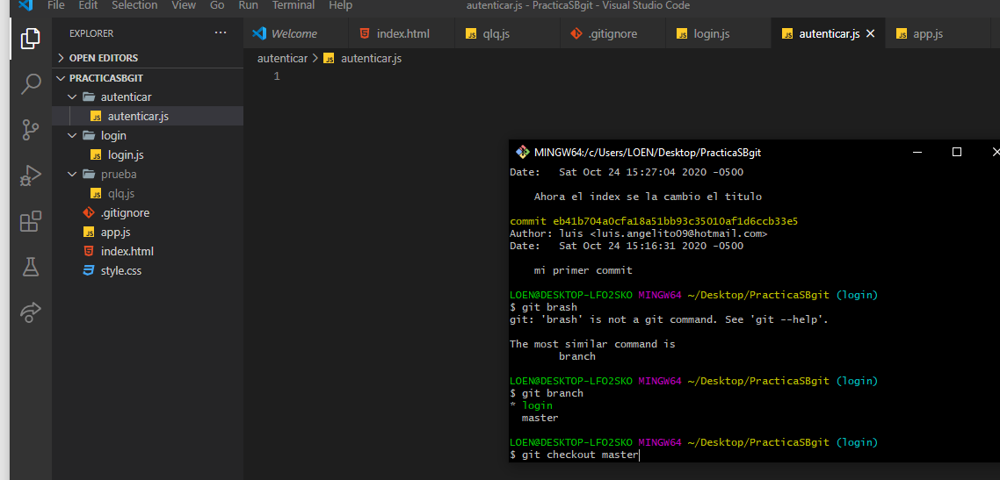 File Edit Selection View Go Run Terminal Help autenticar.js - PracticaSBgit - Visual Studio Code
EXPLORER ...
Welcome index.html qlq.js .gitignore login.js autenticar.js app.js
OPEN EDITORS
autenticar > autenticar.js
PRACTICASBGIT
1
autenticar
autenticar.js
login
login.js
prueba
qlq.js
.gitignore
app.js
index.html
style.css
MINGW64:/c/Users/LOEN/Desktop/PracticaSBgit
Date: Sat Oct 24 15:27:04 2020 -0500
Ahora el index se la cambio el titulo
commit eb41b704a0cfa18a51bb93c35010af1d6ccb33e5
Author: luis <luis.angelito09@hotmail.com>
Date: Sat Oct 24 15:16:31 2020 -0500
mi primer commit
LOEN@DESKTOP-LFO2SKO MINGW64 ~/Desktop/PracticaSBgit (login)
$ git brash
git: 'brash' is not a git command. See 'git --help'.
The most similar command is
branch
LOEN@DESKTOP-LFO2SKO MINGW64 ~/Desktop/PracticaSBgit (login)
$ git branch
* login
master
LOEN@DESKTOP-LFO2SKO MINGW64 ~/Desktop/PracticaSBgit (login)
$ git checkout master